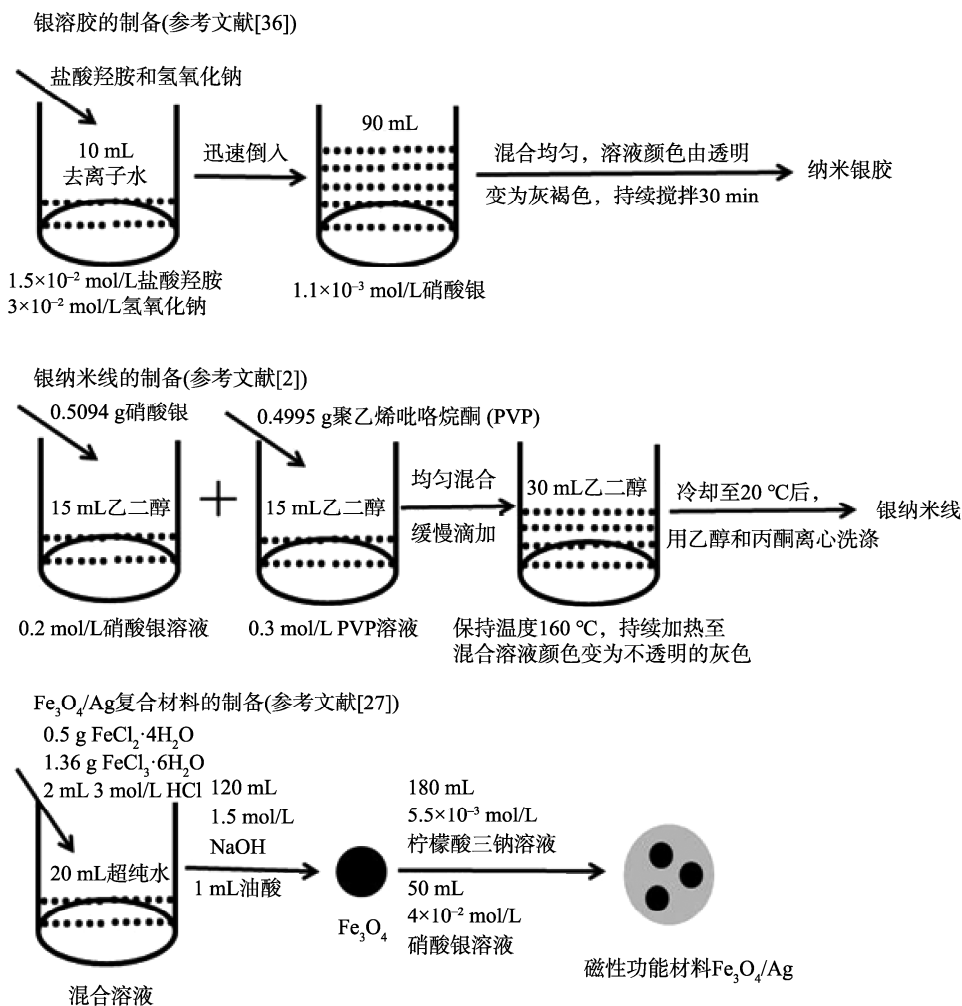 银溶胶的制备(参考文献[36])
盐酸羟胺和氢氧化钠
10 mL
去离子水
迅速倒入
90 mL
混合均匀，溶液颜色由透明
变为灰褐色，持续搅拌30 min
纳米银胶
1.5×10⁻² mol/L盐酸羟胺
3×10⁻² mol/L氢氧化钠
1.1×10⁻³ mol/L硝酸银
银纳米线的制备(参考文献[2])
0.5094 g硝酸银
0.4995 g聚乙烯吡咯烷酮 (PVP)
15 mL乙二醇
+
15 mL乙二醇
均匀混合
缓慢滴加
30 mL乙二醇
冷却至20 ℃后，
用乙醇和丙酮离心洗涤
银纳米线
0.2 mol/L硝酸银溶液
0.3 mol/L PVP溶液
保持温度160 ℃，持续加热至
混合溶液颜色变为不透明的灰色
Fe₃O₄/Ag复合材料的制备(参考文献[27])
0.5 g FeCl₂·4H₂O
1.36 g FeCl₃·6H₂O
2 mL 3 mol/L HCl
20 mL超纯水
混合溶液
120 mL
1.5 mol/L
NaOH
1 mL油酸
Fe₃O₄
180 mL
5.5×10⁻³ mol/L
柠檬酸三钠溶液
50 mL
4×10⁻² mol/L
硝酸银溶液
磁性功能材料Fe₃O₄/Ag